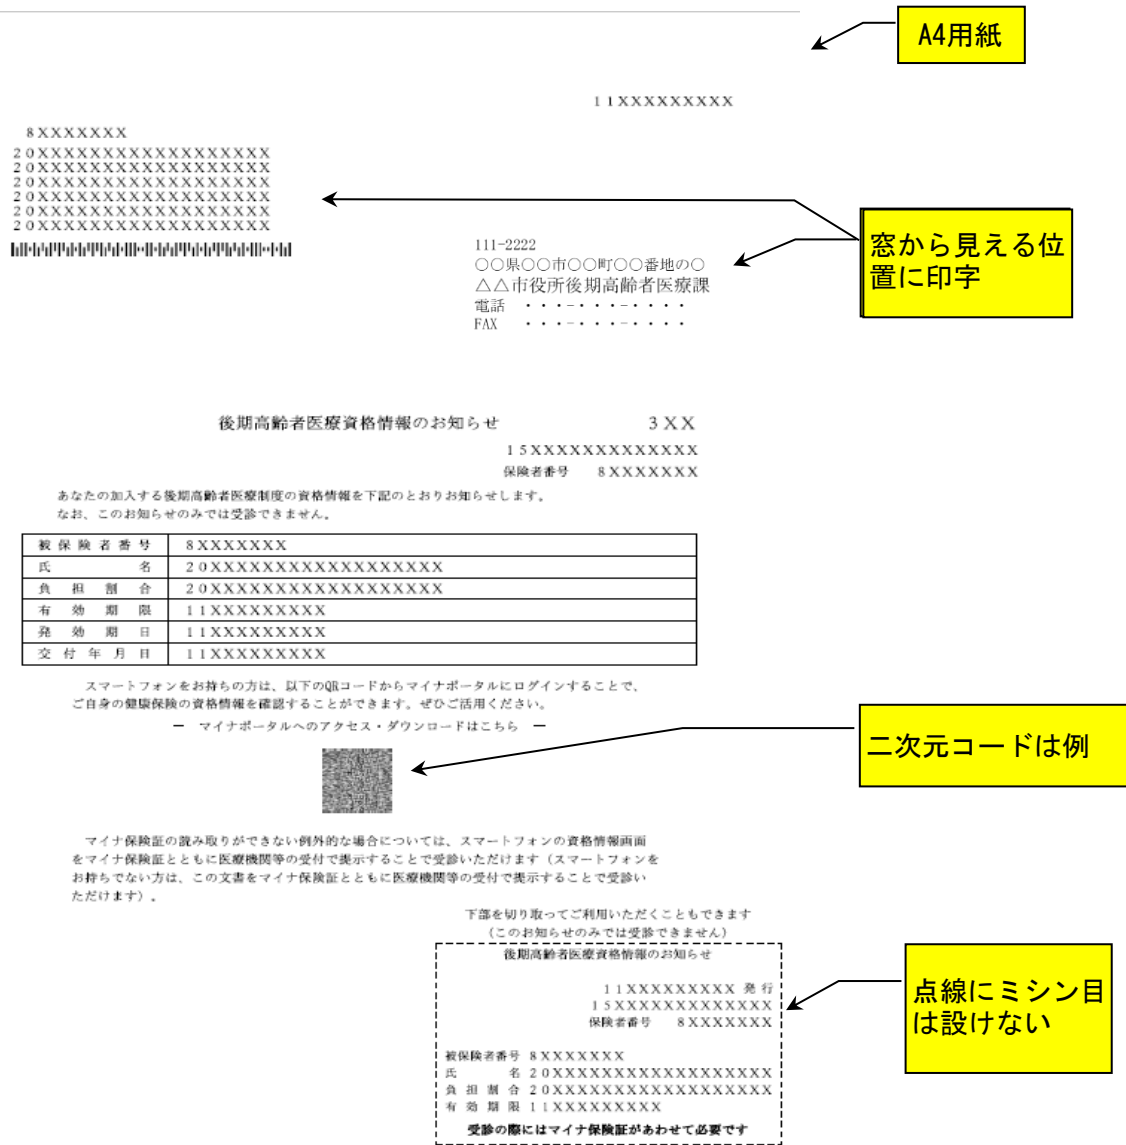 A4用紙
11XXXXXXXXX
8XXXXXXX
20XXXXXXXXXXXXXXXXXX
20XXXXXXXXXXXXXXXXXX
20XXXXXXXXXXXXXXXXXX
20XXXXXXXXXXXXXXXXXX
20XXXXXXXXXXXXXXXXXX
20XXXXXXXXXXXXXXXXXX
窓から見える位
置に印字
111-2222
○○県○○市○○町○○番地の○
△△市役所後期高齢者医療課
電話 ・・・-・・・-・・・・
FAX ・・・-・・・-・・・・
後期高齢者医療資格情報のお知らせ 3XX
15XXXXXXXXXXXXX
保険者番号 8XXXXXXX
あなたの加入する後期高齢者医療制度の資格情報を下記のとおりお知らせします。
なお、このお知らせのみでは受診できません。
被保険者番号 8XXXXXXX
氏名 20XXXXXXXXXXXXXXXXXX
負担割合 20XXXXXXXXXXXXXXXXXX
有効期限 11XXXXXXXXX
発効期日 11XXXXXXXXX
交付年月日 11XXXXXXXXX
スマートフォンをお持ちの方は、以下のQRコードからマイナポータルにログインすることで、
ご自身の健康保険の資格情報を確認することができます。ぜひご活用ください。
― マイナポータルへのアクセス・ダウンロードはこちら ―
二次元コードは例
マイナ保険証の読み取りができない例外的な場合については、スマートフォンの資格情報画面
をマイナ保険証とともに医療機関等の受付で提示することで受診いただけます（スマートフォンを
お持ちでない方は、この文書をマイナ保険証とともに医療機関等の受付で提示することで受診い
ただけます）。
下部を切り取ってご利用いただくこともできます
（このお知らせのみでは受診できません）
後期高齢者医療資格情報のお知らせ
11XXXXXXXXX 発行
15XXXXXXXXXXXXX
保険者番号 8XXXXXXX
点線にミシン目
は設けない
被保険者番号 8XXXXXXX
氏名 20XXXXXXXXXXXXXXXXXX
負担割合 20XXXXXXXXXXXXXXXXXX
有効期限 11XXXXXXXXX
受診の際にはマイナ保険証があわせて必要です